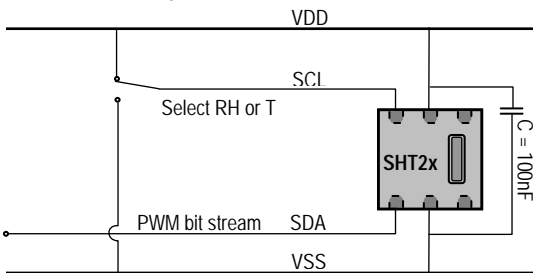 VDD
SCL
Select RH or T
SHT2x
C = 100nF
PWM bit stream SDA
VSS